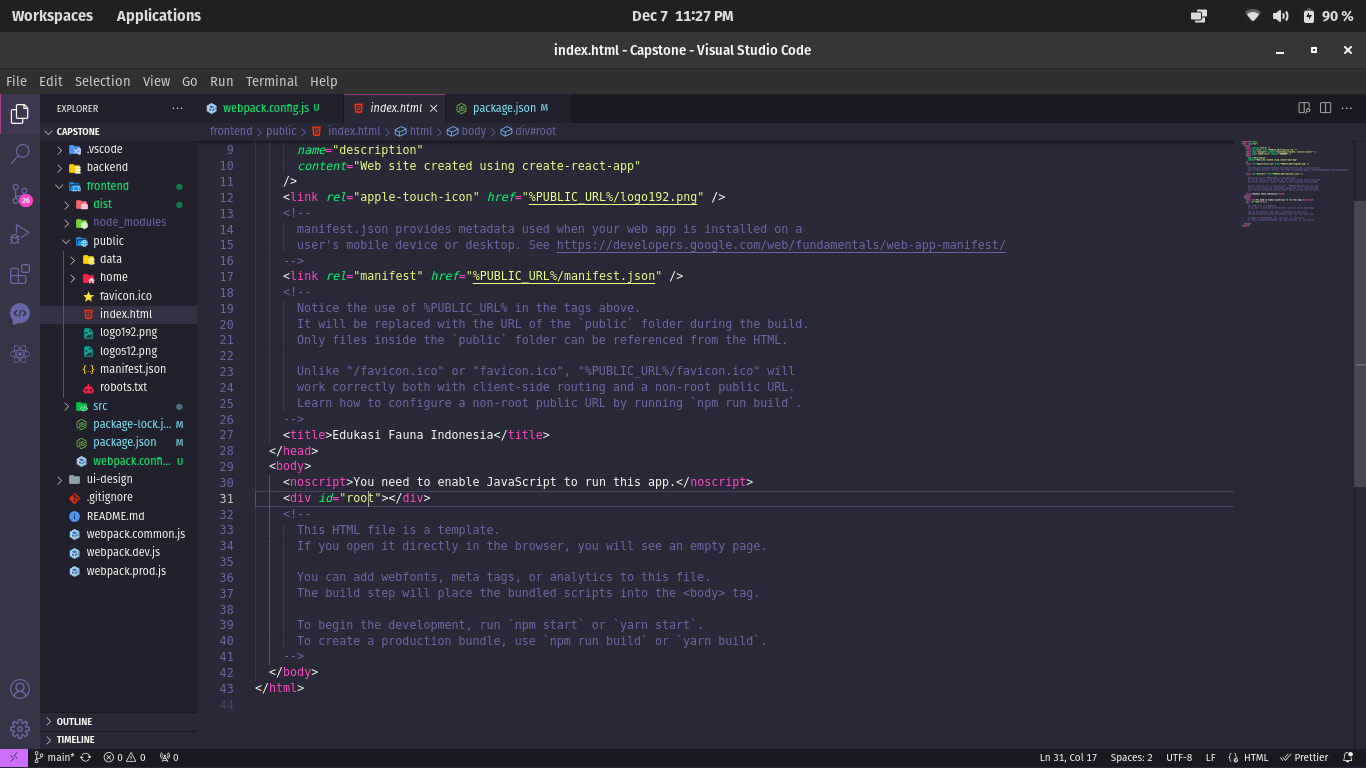 Workspaces Applications Dec 7 11:27 PM 90 %
index.html - Capstone - Visual Studio Code
File Edit Selection View Go Run Terminal Help
EXPLORER ···
webpack.config.js U index.html package.json M
CAPSTONE
frontend > public > index.html > html > body > div#root
.vscode
backend
frontend
dist
node_modules
public
data
home
favicon.ico
index.html
logo192.png
logo512.png
manifest.json
robots.txt
src
package-lock.j... M
package.json M
webpack.confi... U
ui-design
.gitignore
README.md
webpack.common.js
webpack.dev.js
webpack.prod.js
OUTLINE
TIMELINE
26
9 name="description"
10 content="Web site created using create-react-app"
11 />
12 <link rel="apple-touch-icon" href="%PUBLIC_URL%/logo192.png" />
13 <!--
14 manifest.json provides metadata used when your web app is installed on a
15 user's mobile device or desktop. See https://developers.google.com/web/fundamentals/web-app-manifest/
16 -->
17 <link rel="manifest" href="%PUBLIC_URL%/manifest.json" />
18 <!--
19 Notice the use of %PUBLIC_URL% in the tags above.
20 It will be replaced with the URL of the `public` folder during the build.
21 Only files inside the `public` folder can be referenced from the HTML.
22
23 Unlike "/favicon.ico" or "favicon.ico", "%PUBLIC_URL%/favicon.ico" will
24 work correctly both with client-side routing and a non-root public URL.
25 Learn how to configure a non-root public URL by running `npm run build`.
26 -->
27 <title>Edukasi Fauna Indonesia</title>
28 </head>
29 <body>
30 <noscript>You need to enable JavaScript to run this app.</noscript>
31 <div id="root"></div>
32 <!--
33 This HTML file is a template.
34 If you open it directly in the browser, you will see an empty page.
35
36 You can add webfonts, meta tags, or analytics to this file.
37 The build step will place the bundled scripts into the <body> tag.
38
39 To begin the development, run `npm start` or `yarn start`.
40 To create a production bundle, use `npm run build` or `yarn build`.
41 -->
42 </body>
43 </html>
44
main* 0 0 0 Ln 31, Col 17 Spaces: 2 UTF-8 LF HTML Prettier